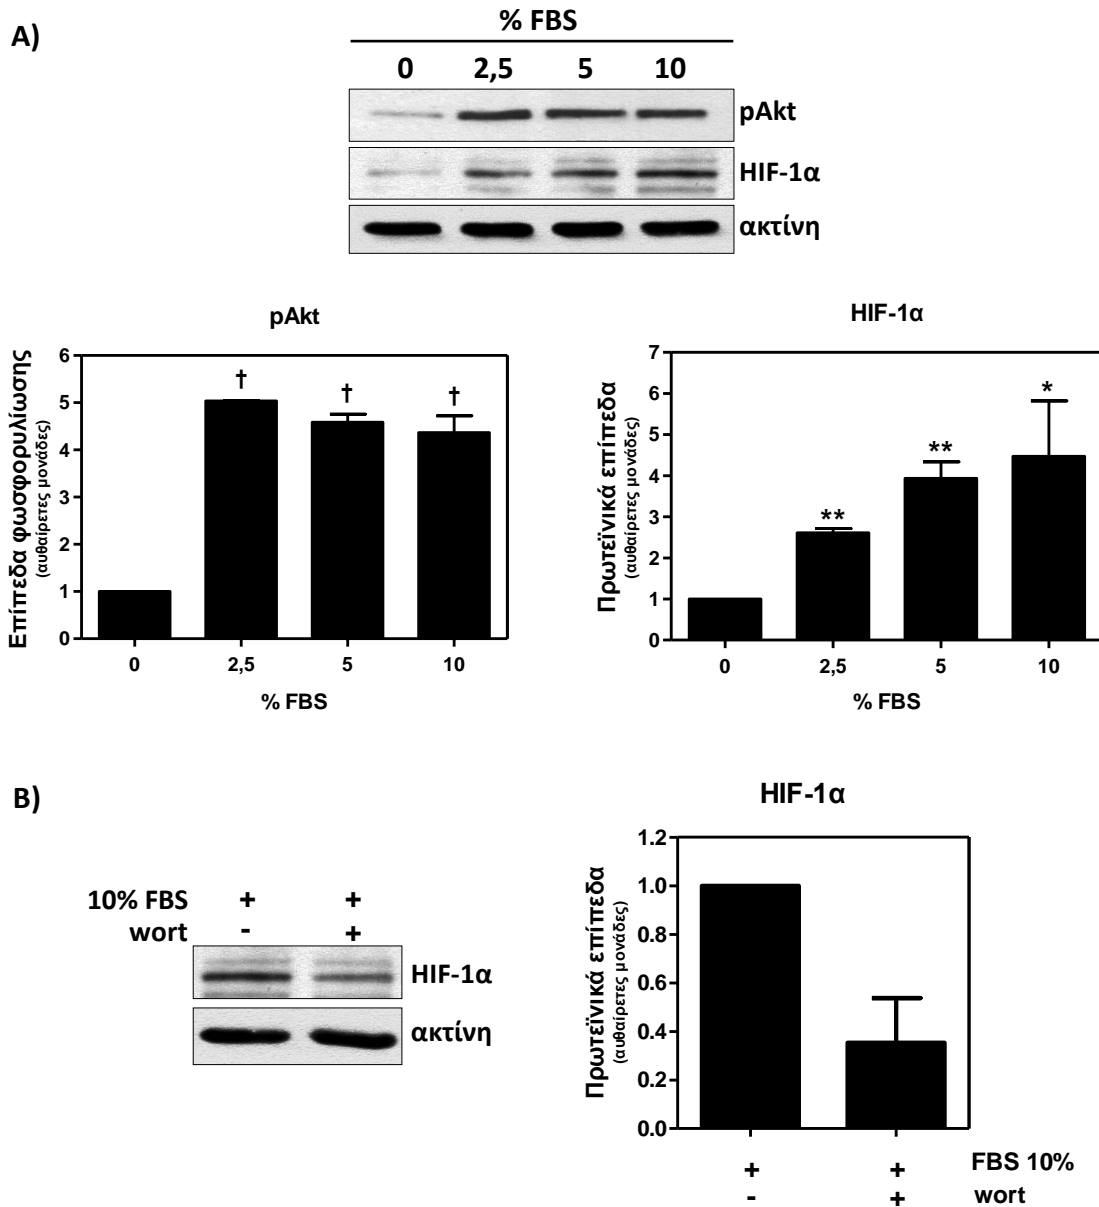 A)
% FBS
0 2,5 5 10
pAkt
HIF-1α
ακτίνη
pAkt
Επίπεδα φωσφορυλίωσης
(αυθαίρετες μονάδες)
6
5
4
3
2
1
0
† † †
0 2,5 5 10
% FBS
HIF-1α
Πρωτεϊνικά επίπεδα
(αυθαίρετες μονάδες)
7
6
5
4
3
2
1
0
** ** *
0 2,5 5 10
% FBS
B)
10% FBS + +
wort - +
HIF-1α
ακτίνη
HIF-1α
Πρωτεϊνικά επίπεδα
(αυθαίρετες μονάδες)
1.2
1.0
0.8
0.6
0.4
0.2
0.0
+ + FBS 10%
- + wort